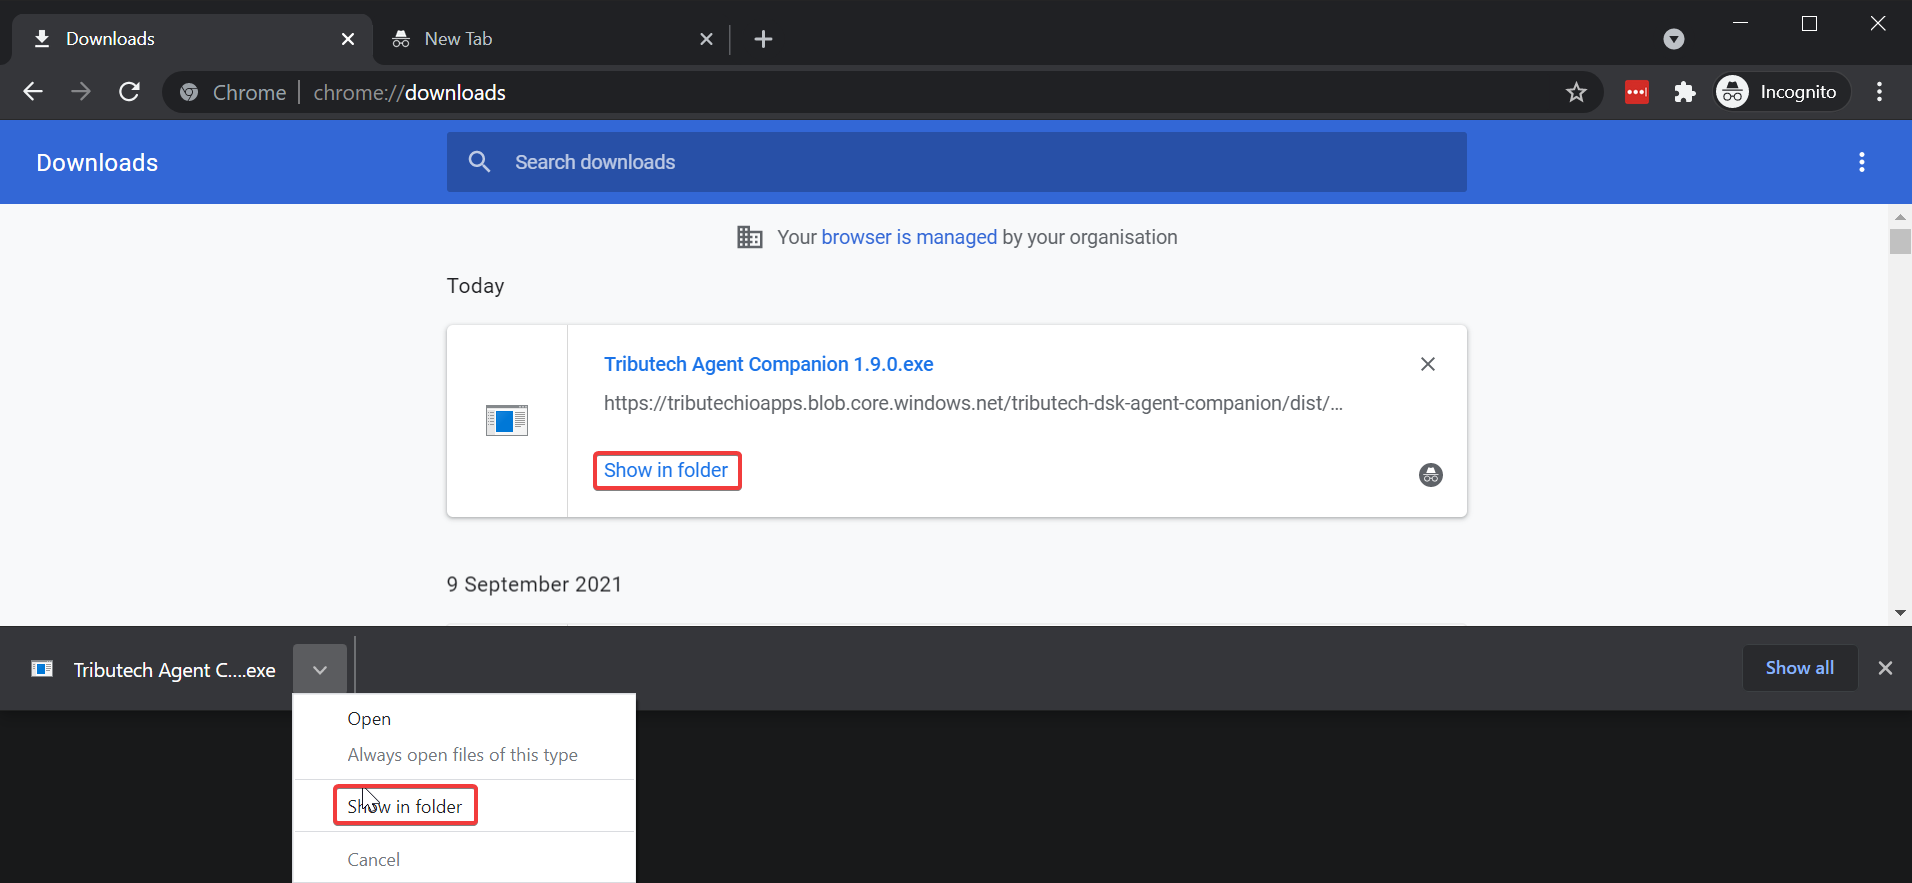 Downloads
New Tab
Chrome
chrome://downloads
Incognito
Downloads
Search downloads
Your browser is managed by your organisation
Today
Tributech Agent Companion 1.9.0.exe
https://tributechioapps.blob.core.windows.net/tributech-dsk-agent-companion/dist/...
Show in folder
9 September 2021
Tributech Agent C....exe
Show all
Open
Always open files of this type
Show in folder
Cancel